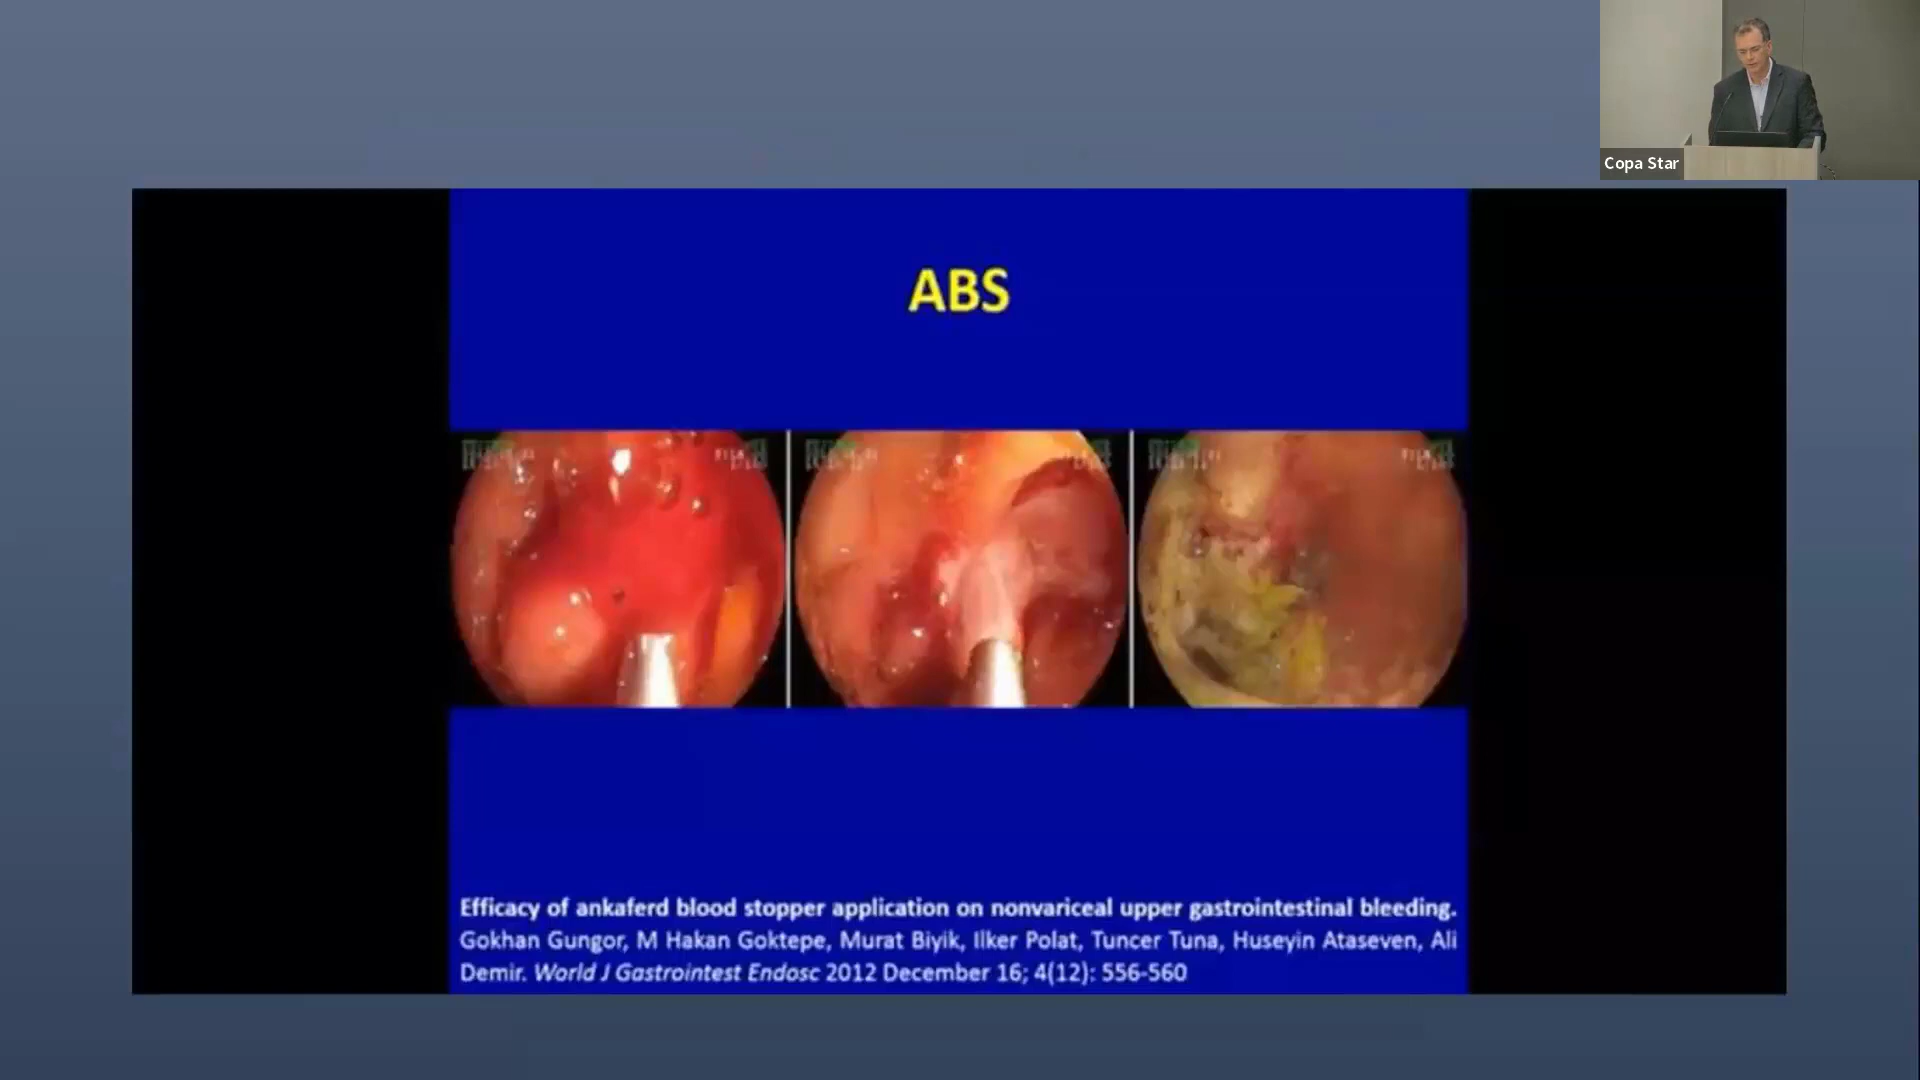 Copa Star
ABS
Efficacy of ankaferd blood stopper application on nonvariceal upper gastrointestinal bleeding.
Gokhan Gungor, M Hakan Goktepe, Murat Biyik, Ilker Polat, Tuncer Tuna, Huseyin Ataseven, Ali
Demir. World J Gastrointest Endosc 2012 December 16; 4(12): 556-560